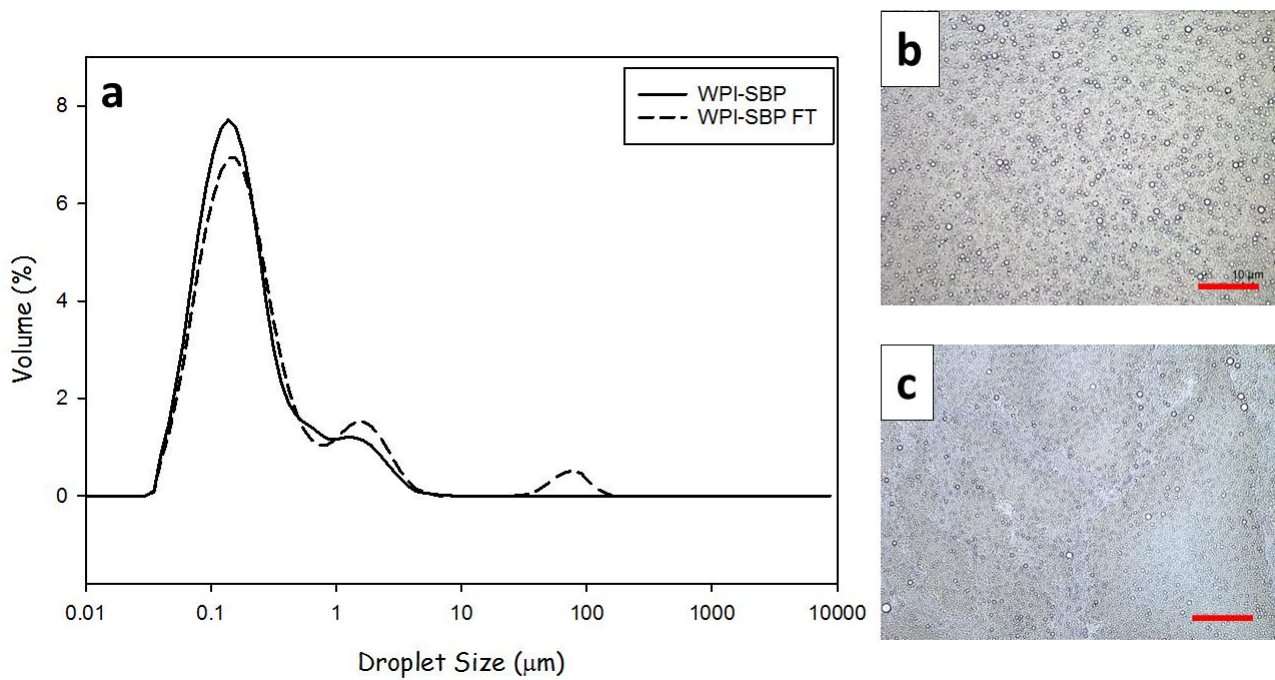 a
WPI-SBP
WPI-SBP FT
8
6
4
2
0
Volume (%)
0.01 0.1 1 10 100 1000 10000
Droplet Size (μm)
b
10 μm
c